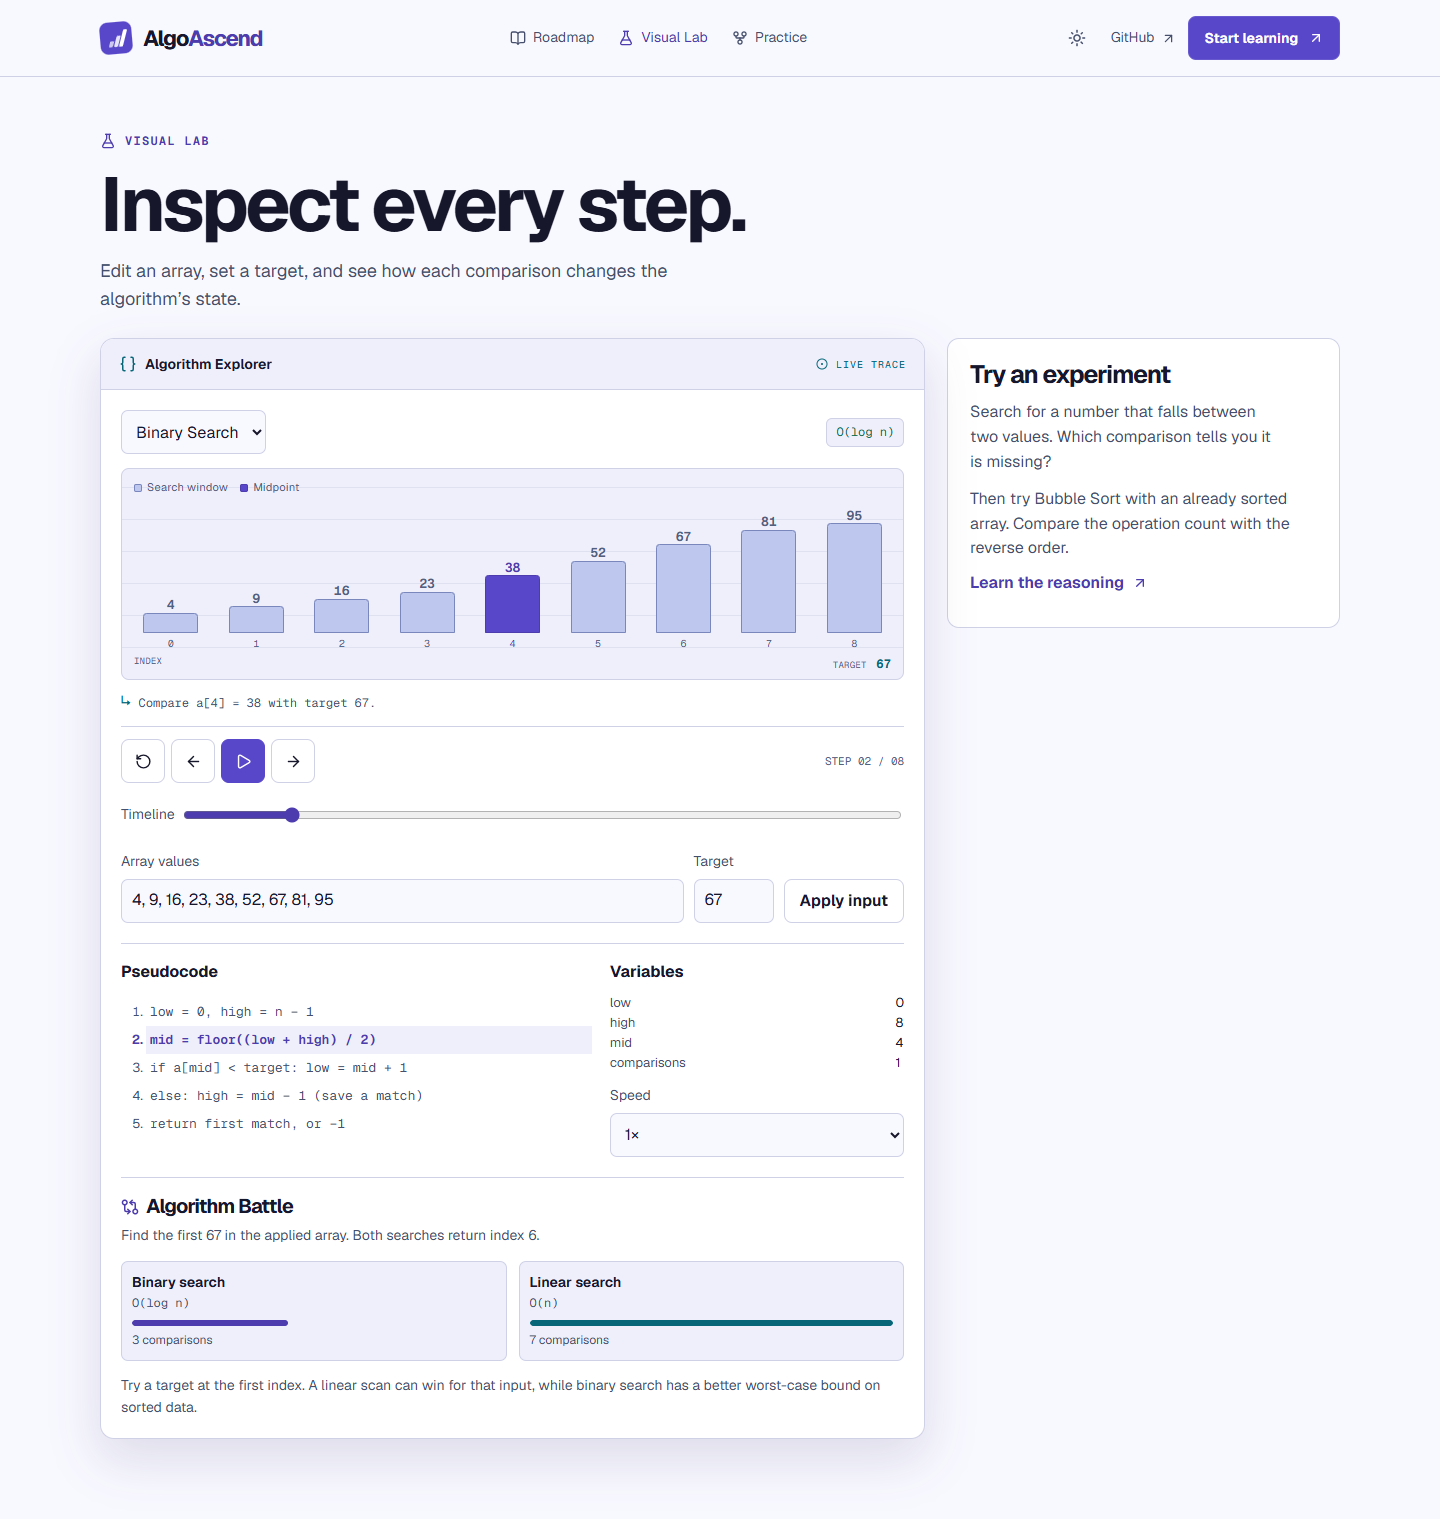 AlgoAscend
Roadmap
Visual Lab
Practice
GitHub
Start learning
VISUAL LAB
Inspect every step.
Edit an array, set a target, and see how each comparison changes the
algorithm’s state.
Algorithm Explorer
LIVE TRACE
Binary Search
O(log n)
Search window
Midpoint
4
9
16
23
38
52
67
81
95
0
1
2
3
4
5
6
7
8
INDEX
TARGET 67
Compare a[4] = 38 with target 67.
STEP 02 / 08
Timeline
Array values
Target
4, 9, 16, 23, 38, 52, 67, 81, 95
67
Apply input
Pseudocode
1. low = 0, high = n − 1
2. mid = floor((low + high) / 2)
3. if a[mid] < target: low = mid + 1
4. else: high = mid − 1 (save a match)
5. return first match, or −1
Variables
low 0
high 8
mid 4
comparisons 1
Speed
1×
Algorithm Battle
Find the first 67 in the applied array. Both searches return index 6.
Binary search
O(log n)
3 comparisons
Linear search
O(n)
7 comparisons
Try a target at the first index. A linear scan can win for that input, while binary search has a better worst-case bound on
sorted data.
Try an experiment
Search for a number that falls between
two values. Which comparison tells you it
is missing?
Then try Bubble Sort with an already sorted
array. Compare the operation count with the
reverse order.
Learn the reasoning